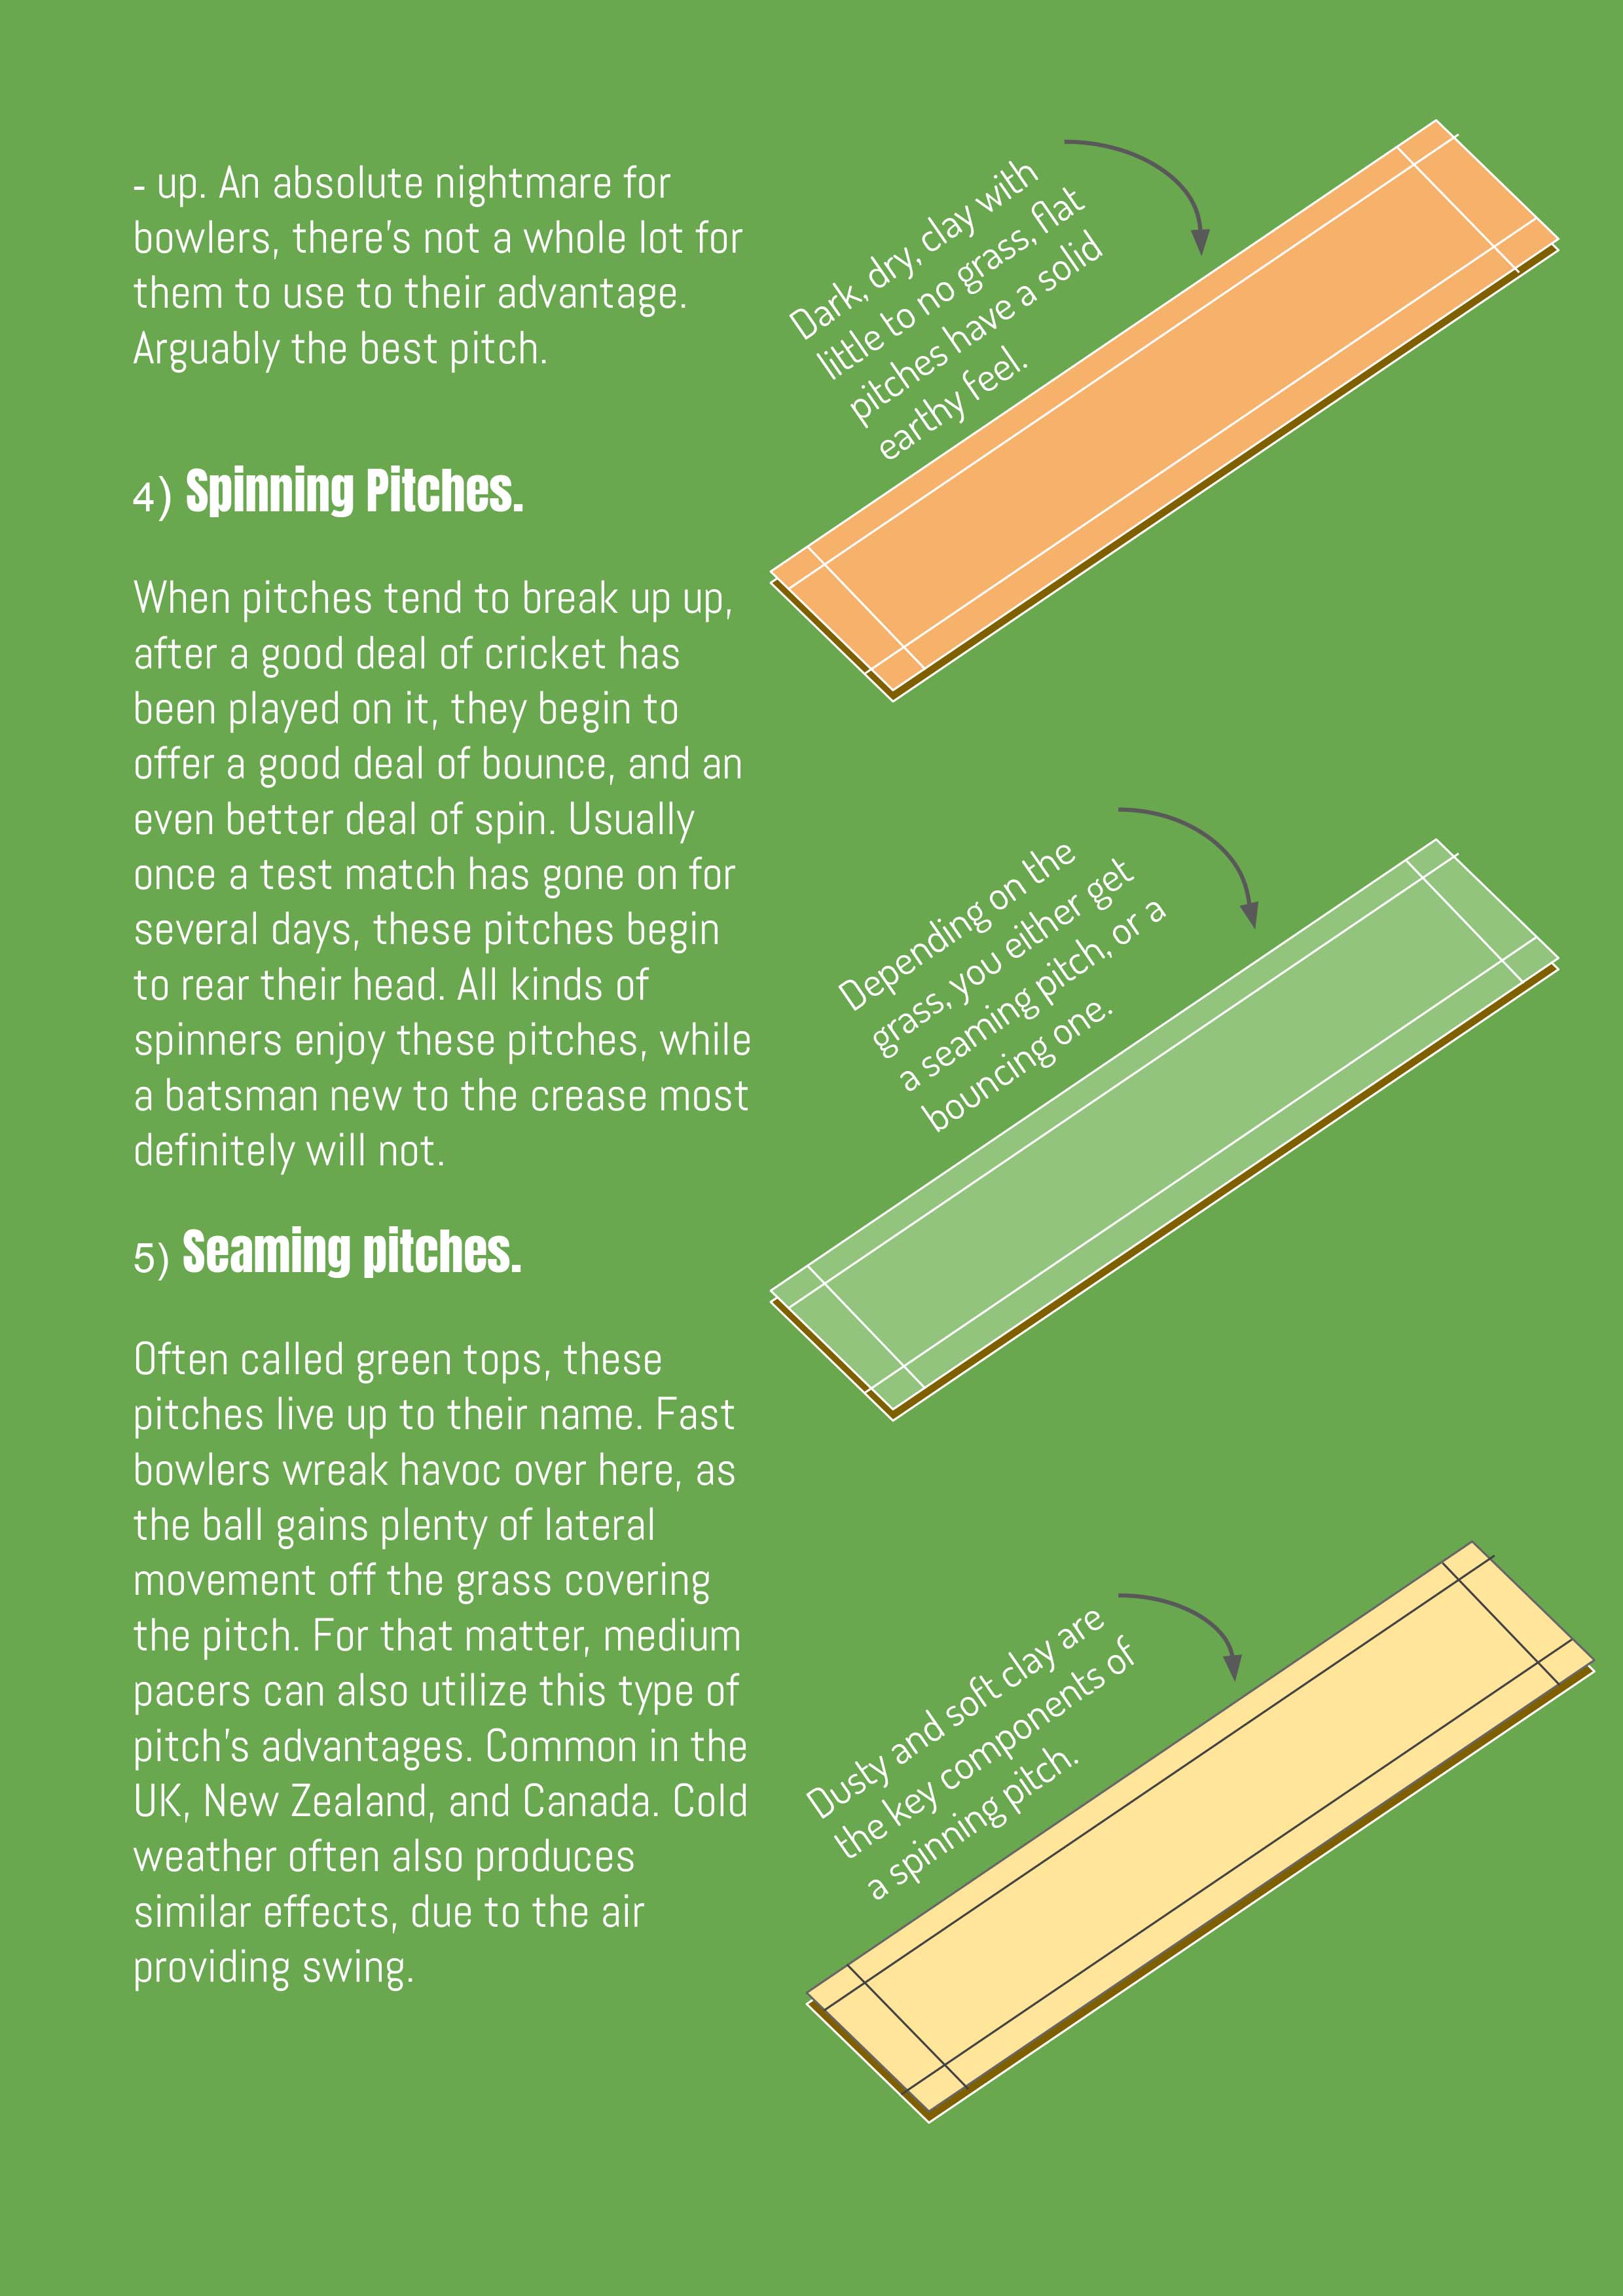 - up. An absolute nightmare for
bowlers, there's not a whole lot for
them to use to their advantage.
Arguably the best pitch.
4) Spinning Pitches.
When pitches tend to break up up,
after a good deal of cricket has
been played on it, they begin to
offer a good deal of bounce, and an
even better deal of spin. Usually
once a test match has gone on for
several days, these pitches begin
to rear their head. All kinds of
spinners enjoy these pitches, while
a batsman new to the crease most
definitely will not.
5) Seaming pitches.
Often called green tops, these
pitches live up to their name. Fast
bowlers wreak havoc over here, as
the ball gains plenty of lateral
movement off the grass covering
the pitch. For that matter, medium
pacers can also utilize this type of
pitch's advantages. Common in the
UK, New Zealand, and Canada. Cold
weather often also produces
similar effects, due to the air
providing swing.
Dark, dry, clay with
little to no grass, flat
pitches have a solid
earthy feel.
Depending on the
grass, you either get
a seaming pitch, or a
bouncing one.
Dusty and soft clay are
the key components of
a spinning pitch.